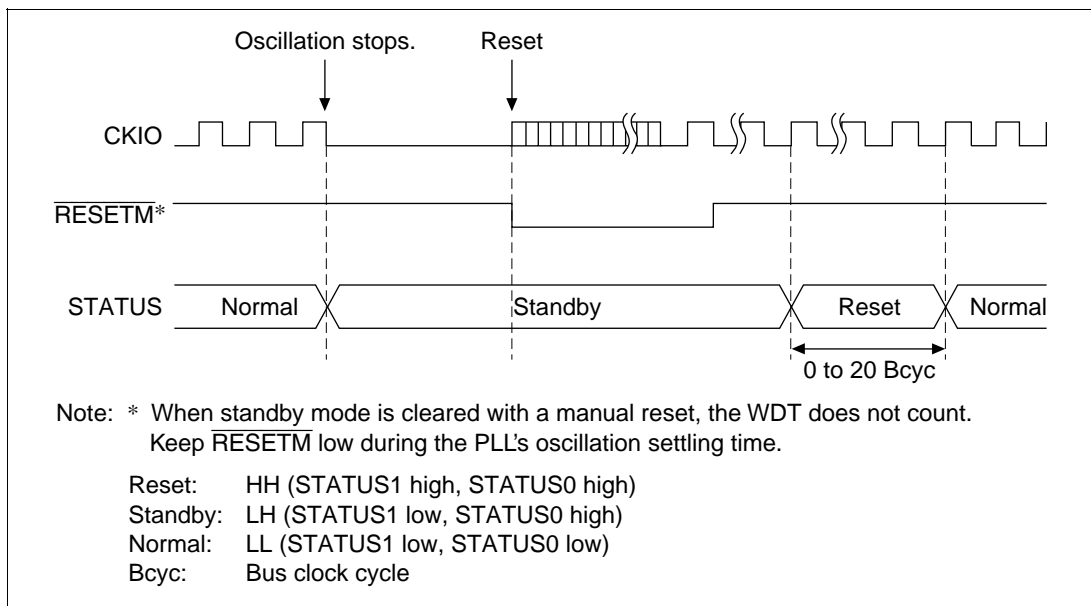 Oscillation stops. Reset
CKIO
RESETM*
STATUS Normal Standby Reset Normal
0 to 20 Bcyc
Note: * When standby mode is cleared with a manual reset, the WDT does not count.
Keep RESETM low during the PLL's oscillation settling time.
Reset: HH (STATUS1 high, STATUS0 high)
Standby: LH (STATUS1 low, STATUS0 high)
Normal: LL (STATUS1 low, STATUS0 low)
Bcyc: Bus clock cycle